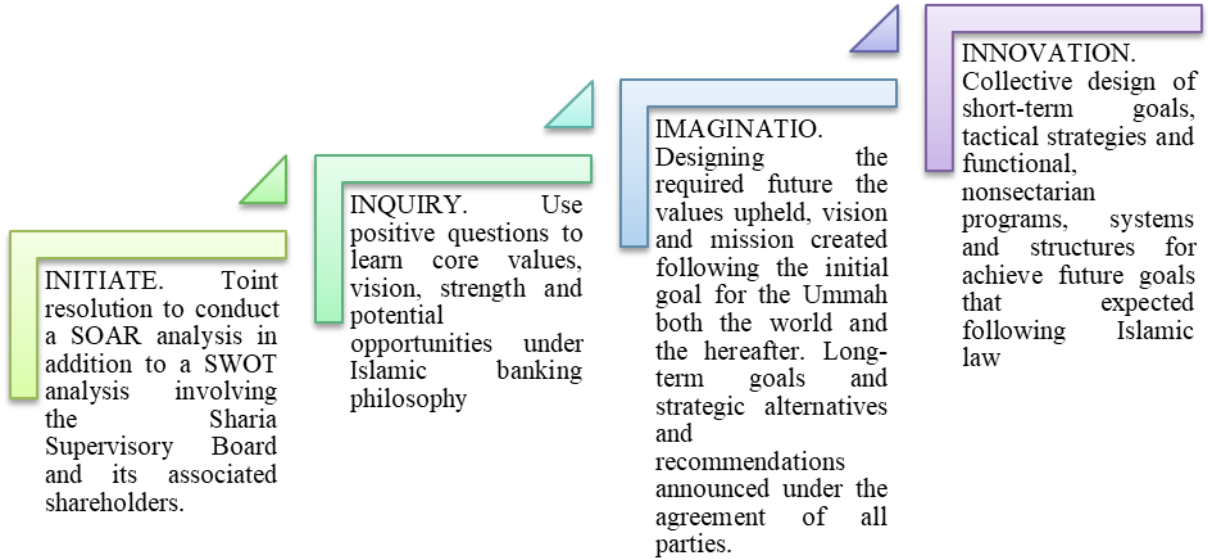 INITIATE. Toint
resolution to conduct
a SOAR analysis in
addition to a SWOT
analysis involving
the Sharia
Supervisory Board
and its associated
shareholders.
INQUIRY. Use
positive questions to
learn core values,
vision, strength and
potential
opportunities under
Islamic banking
philosophy
IMAGINATIO.
Designing the
required future the
values upheld, vision
and mission created
following the initial
goal for the Ummah
both the world and
the hereafter. Long-
term goals and
strategic alternatives
and
recommendations
announced under the
agreement of all
parties.
INNOVATION.
Collective design of
short-term goals,
tactical strategies and
functional,
nonsectarian
programs, systems
and structures for
achieve future goals
that expected
following Islamic
law